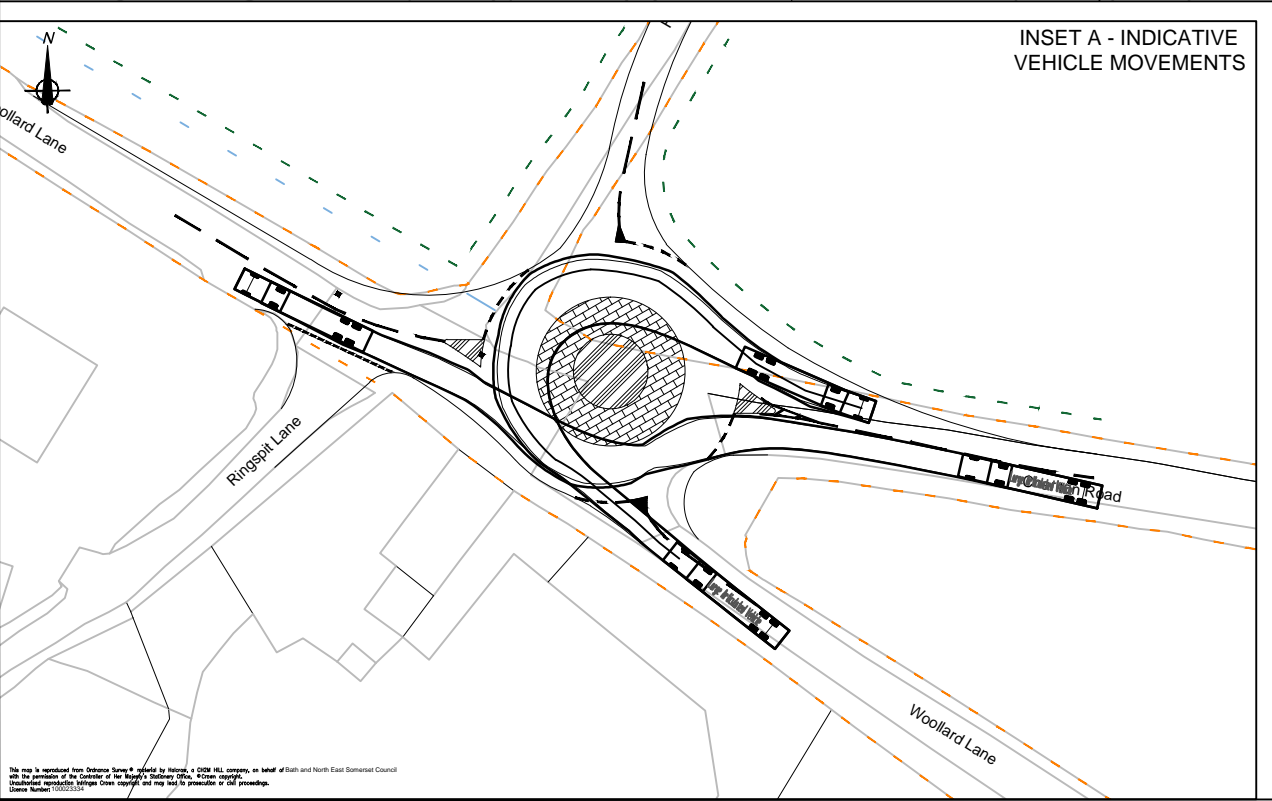 INSET A - INDICATIVE
VEHICLE MOVEMENTS
N
ollard Lane
Ringspit Lane
Road
Woollard Lane
This map is reproduced from Ordnance Survey ® material by Halcrow, a CH2M HILL company, on behalf of Bath and North East Somerset Council
with the permission of the Controller of Her Majesty's Stationery Office, © Crown copyright.
Unauthorised reproduction infringes Crown copyright and may lead to prosecution or civil proceedings.
Licence Number: 100023334